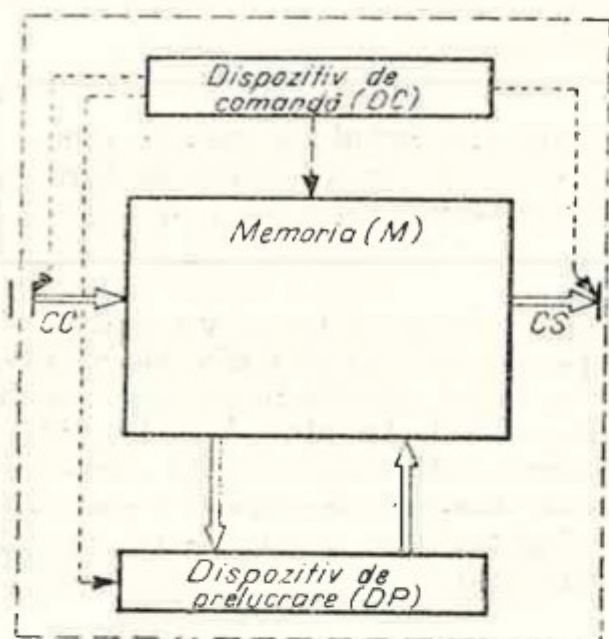 Dispozitiv de
comandă (DC)
Memoria (M)
CC
CS
Dispozitiv de
prelucrare (DP)